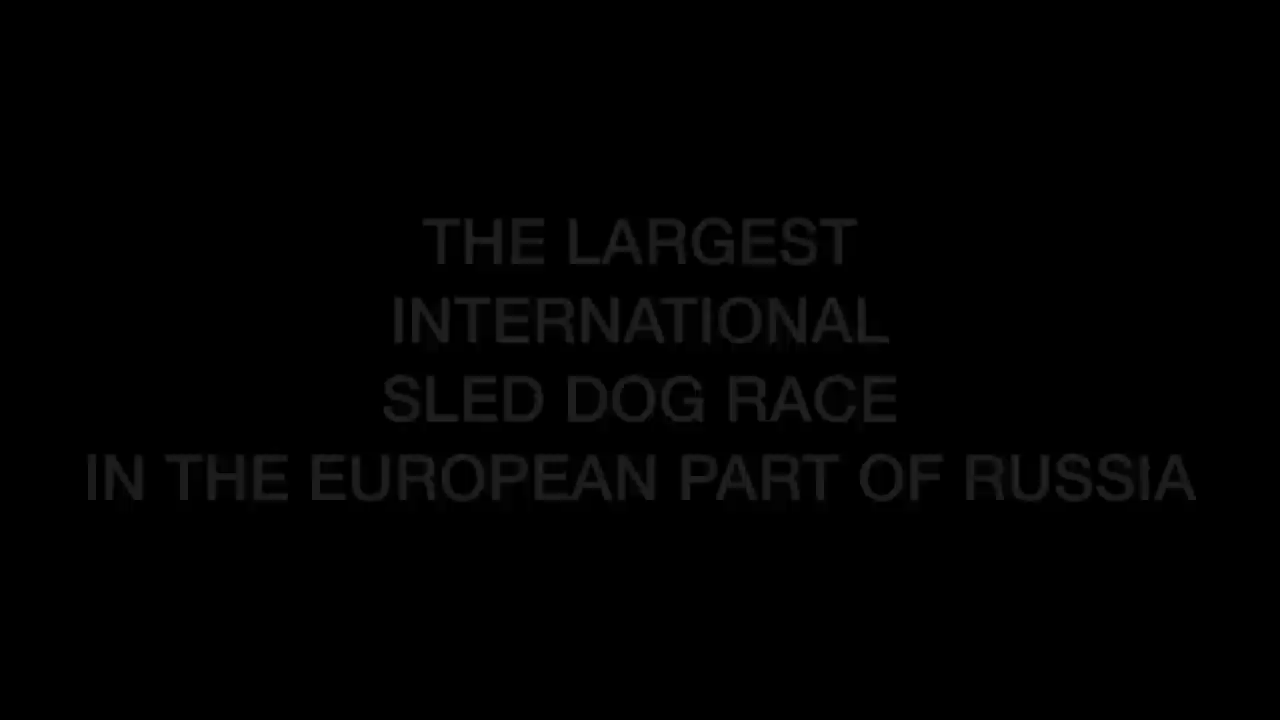 THE LARGEST
INTERNATIONAL
SLED DOG RACE
IN THE EUROPEAN PART OF RUSSIA